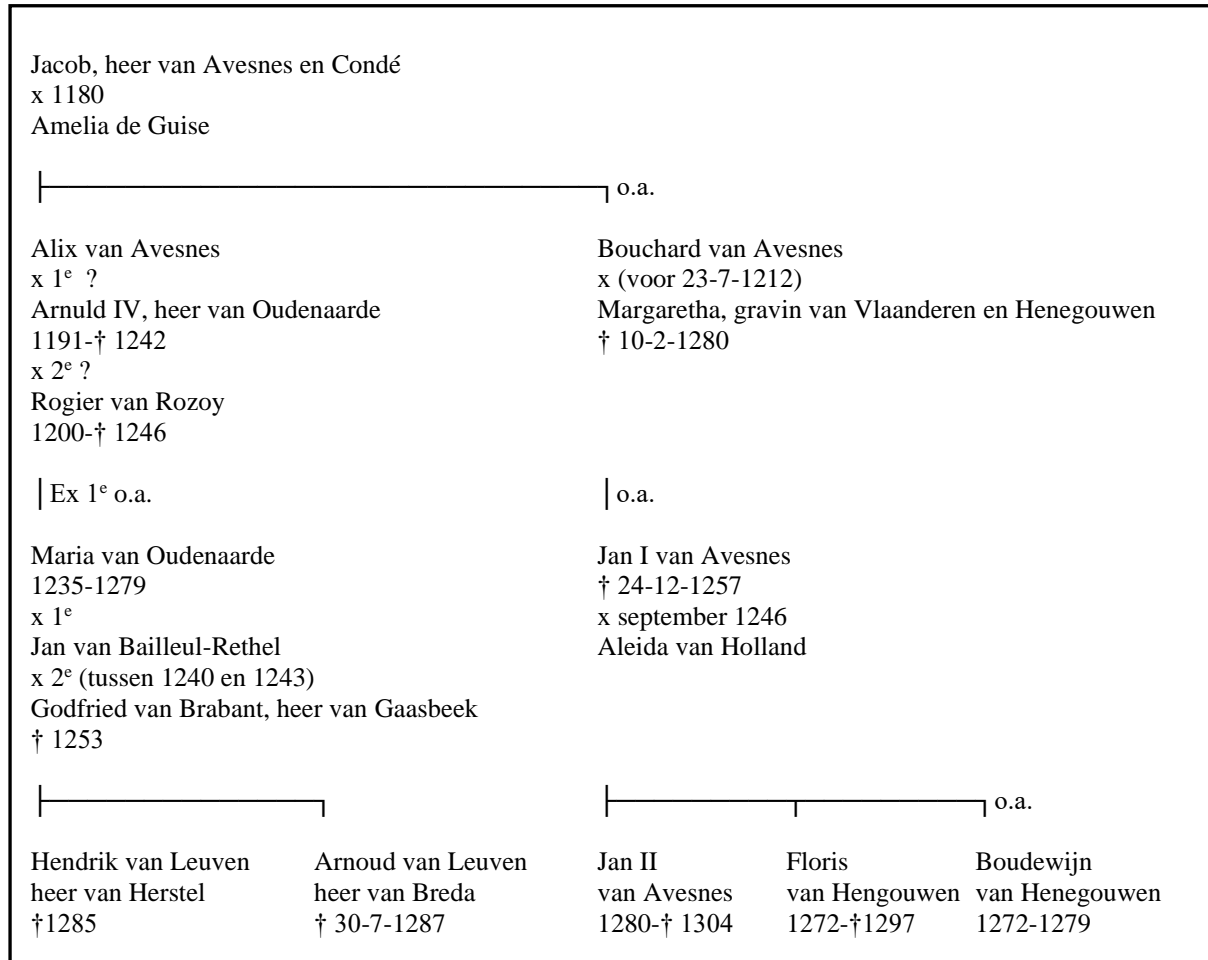 Jacob, heer van Avesnes en Condé
x 1180
Amelia de Guise
o.a.
Alix van Avesnes
x 1e ?
Arnuld IV, heer van Oudenaarde
1191-† 1242
x 2e ?
Rogier van Rozoy
1200-† 1246
Bouchard van Avesnes
x (voor 23-7-1212)
Margaretha, gravin van Vlaanderen en Henegouwen
† 10-2-1280
Ex 1e o.a.
o.a.
Maria van Oudenaarde
1235-1279
x 1e
Jan van Bailleul-Rethel
x 2e (tussen 1240 en 1243)
Godfried van Brabant, heer van Gaasbeek
† 1253
Jan I van Avesnes
† 24-12-1257
x september 1246
Aleida van Holland
o.a.
Hendrik van Leuven
heer van Herstel
†1285
Arnoud van Leuven
heer van Breda
† 30-7-1287
Jan II
van Avesnes
1280-† 1304
Floris
van Hengouwen
1272-†1297
Boudewijn
van Henegouwen
1272-1279